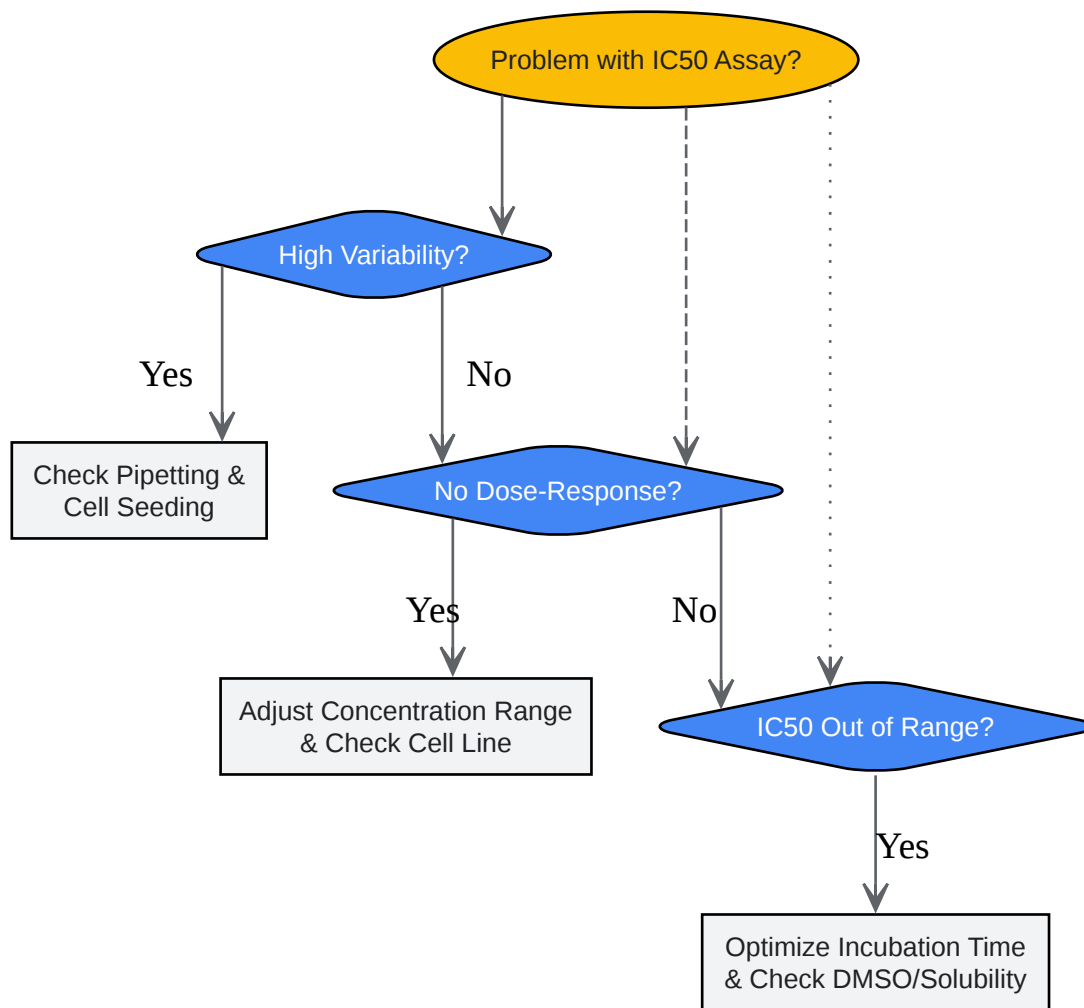 Problem with IC50 Assay?
High Variability?
Yes
No
Check Pipetting &
Cell Seeding
No Dose-Response?
Yes
No
Adjust Concentration Range
& Check Cell Line
IC50 Out of Range?
Yes
Optimize Incubation Time
& Check DMSO/Solubility